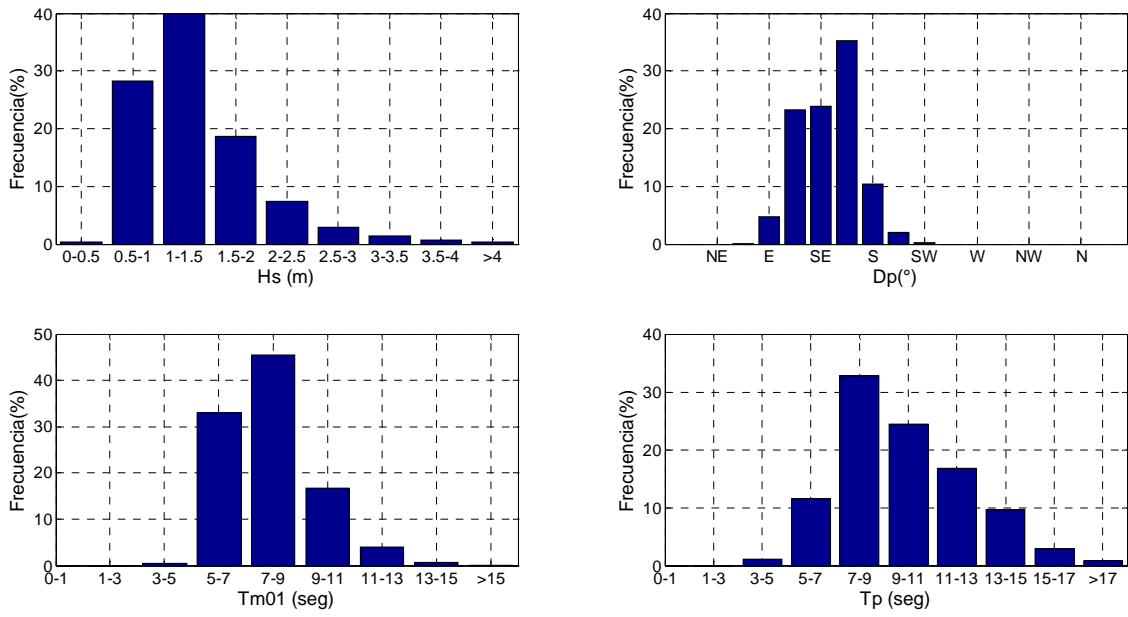 40
30
20
10
0
Frecuencia(%)
0-0.5 0.5-1 1-1.5 1.5-2 2-2.5 2.5-3 3-3.5 3.5-4 >4
Hs (m)
40
30
20
10
0
Frecuencia(%)
NE E SE S SW W NW N
Dp(°)
50
40
30
20
10
0
Frecuencia(%)
0-1 1-3 3-5 5-7 7-9 9-11 11-13 13-15 >15
Tm01 (seg)
40
30
20
10
0
Frecuencia(%)
0-1 1-3 3-5 5-7 7-9 9-11 11-13 13-15 15-17 >17
Tp (seg)